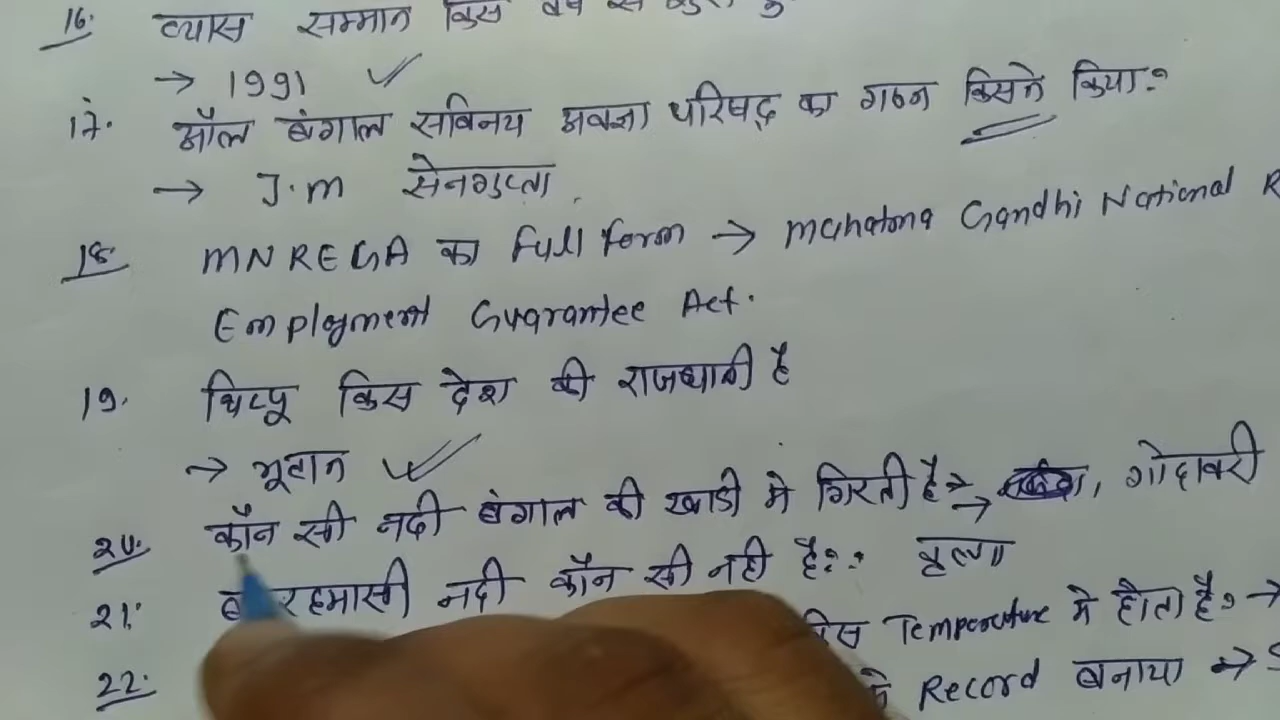 16. व्यास सम्मान किस वर्ष से
→ 1991
17. ऑल बंगाल सविनय अवज्ञा परिषद् का गठन किसने किया?
→ J.M सेनगुप्ता
18. MNREGA का Full form → Mahatma Gandhi National R
Employment Guarantee Act.
19. थिम्पू किस देश की राजधानी है
→ भूटान
20. कौन सी नदी बंगाल की खाडी मे गिरती है? → , गोदावरी
21. बारहमासी नदी कौन सी नही है?: कृष्णा
Temperature मे होता है? →
22. Record बनाया →